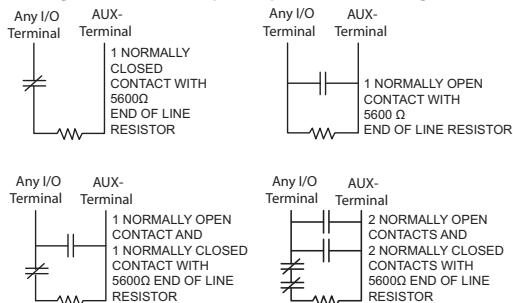 Any I/O
Terminal
AUX-
Terminal
1 NORMALLY
CLOSED
CONTACT WITH
5600Ω
END OF LINE
RESISTOR
Any I/O
Terminal
AUX-
Terminal
1 NORMALLY OPEN
CONTACT WITH
5600 Ω
END OF LINE RESISTOR
Any I/O
Terminal
AUX-
Terminal
1 NORMALLY OPEN
CONTACT AND
1 NORMALLY CLOSED
CONTACT WITH
5600Ω END OF LINE
RESISTOR
Any I/O
Terminal
AUX-
Terminal
2 NORMALLY OPEN
CONTACTS AND
2 NORMALLY CLOSED
CONTACTS WITH
5600Ω END OF LINE
RESISTOR